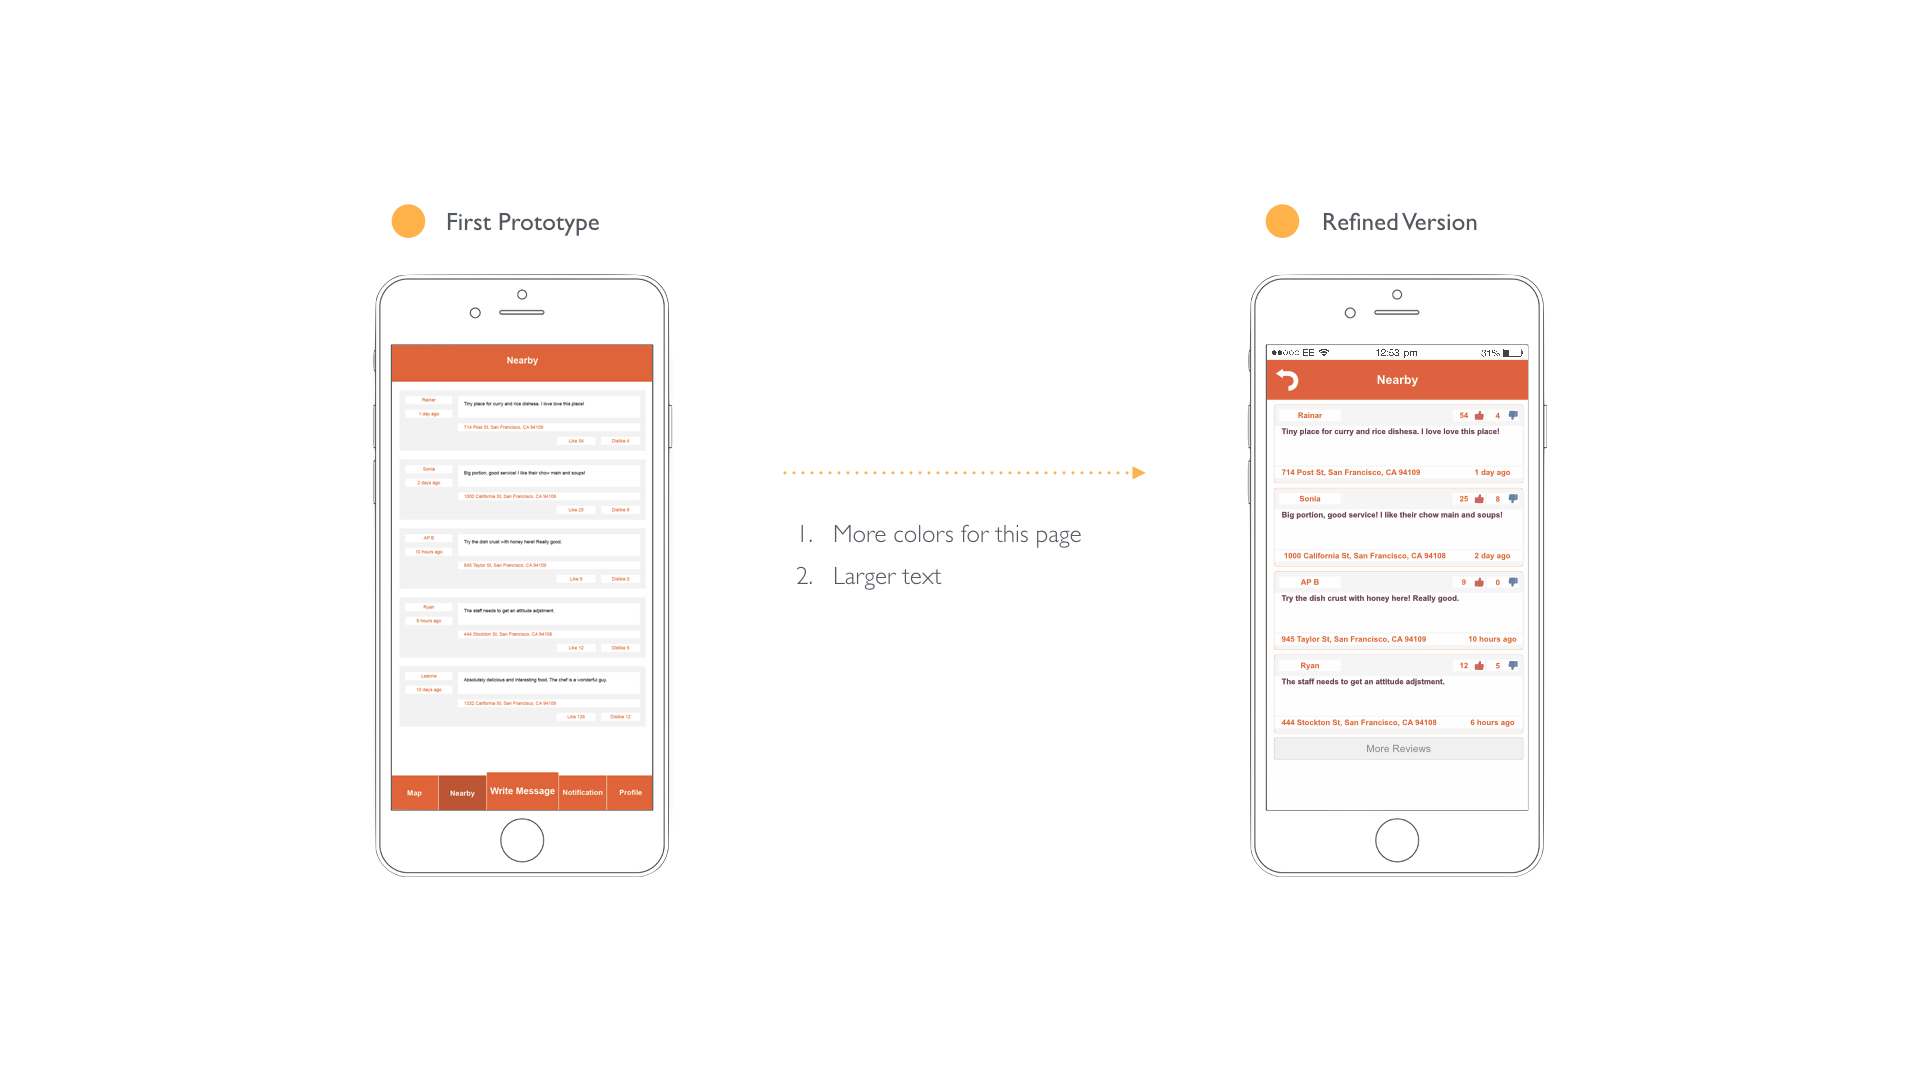 First Prototype
Nearby
Rainar
Tiny place for curry and rice dishesa. I love love this place!
1 day ago
714 Post St, San Francisco, CA 94109
Like 54 Dislike 4
Sonia
Big portion, good service! I like their chow main and soups!
2 days ago
1000 California St, San Francisco, CA 94108
Like 25 Dislike 8
AP B
Try the dish crust with honey here! Really good.
10 hours ago
945 Taylor St, San Francisco, CA 94109
Like 9 Dislike 0
Ryan
The staff needs to get an attitude adjstment.
6 hours ago
444 Stockton St, San Francisco, CA 94108
Like 12 Dislike 5
Leanne
Absolutely delicious and interesting food. The chef is a wonderful guy.
10 days ago
1332 California St, San Francisco, CA 94109
Like 128 Dislike 12
Map Nearby Write Message Notification Profile
1. More colors for this page
2. Larger text
Refined Version
EE 12:53 pm 31%
Nearby
Rainar 54 4
Tiny place for curry and rice dishesa. I love love this place!
714 Post St, San Francisco, CA 94109 1 day ago
Sonia 25 8
Big portion, good service! I like their chow main and soups!
1000 California St, San Francisco, CA 94108 2 day ago
AP B 9 0
Try the dish crust with honey here! Really good.
945 Taylor St, San Francisco, CA 94109 10 hours ago
Ryan 12 5
The staff needs to get an attitude adjstment.
444 Stockton St, San Francisco, CA 94108 6 hours ago
More Reviews